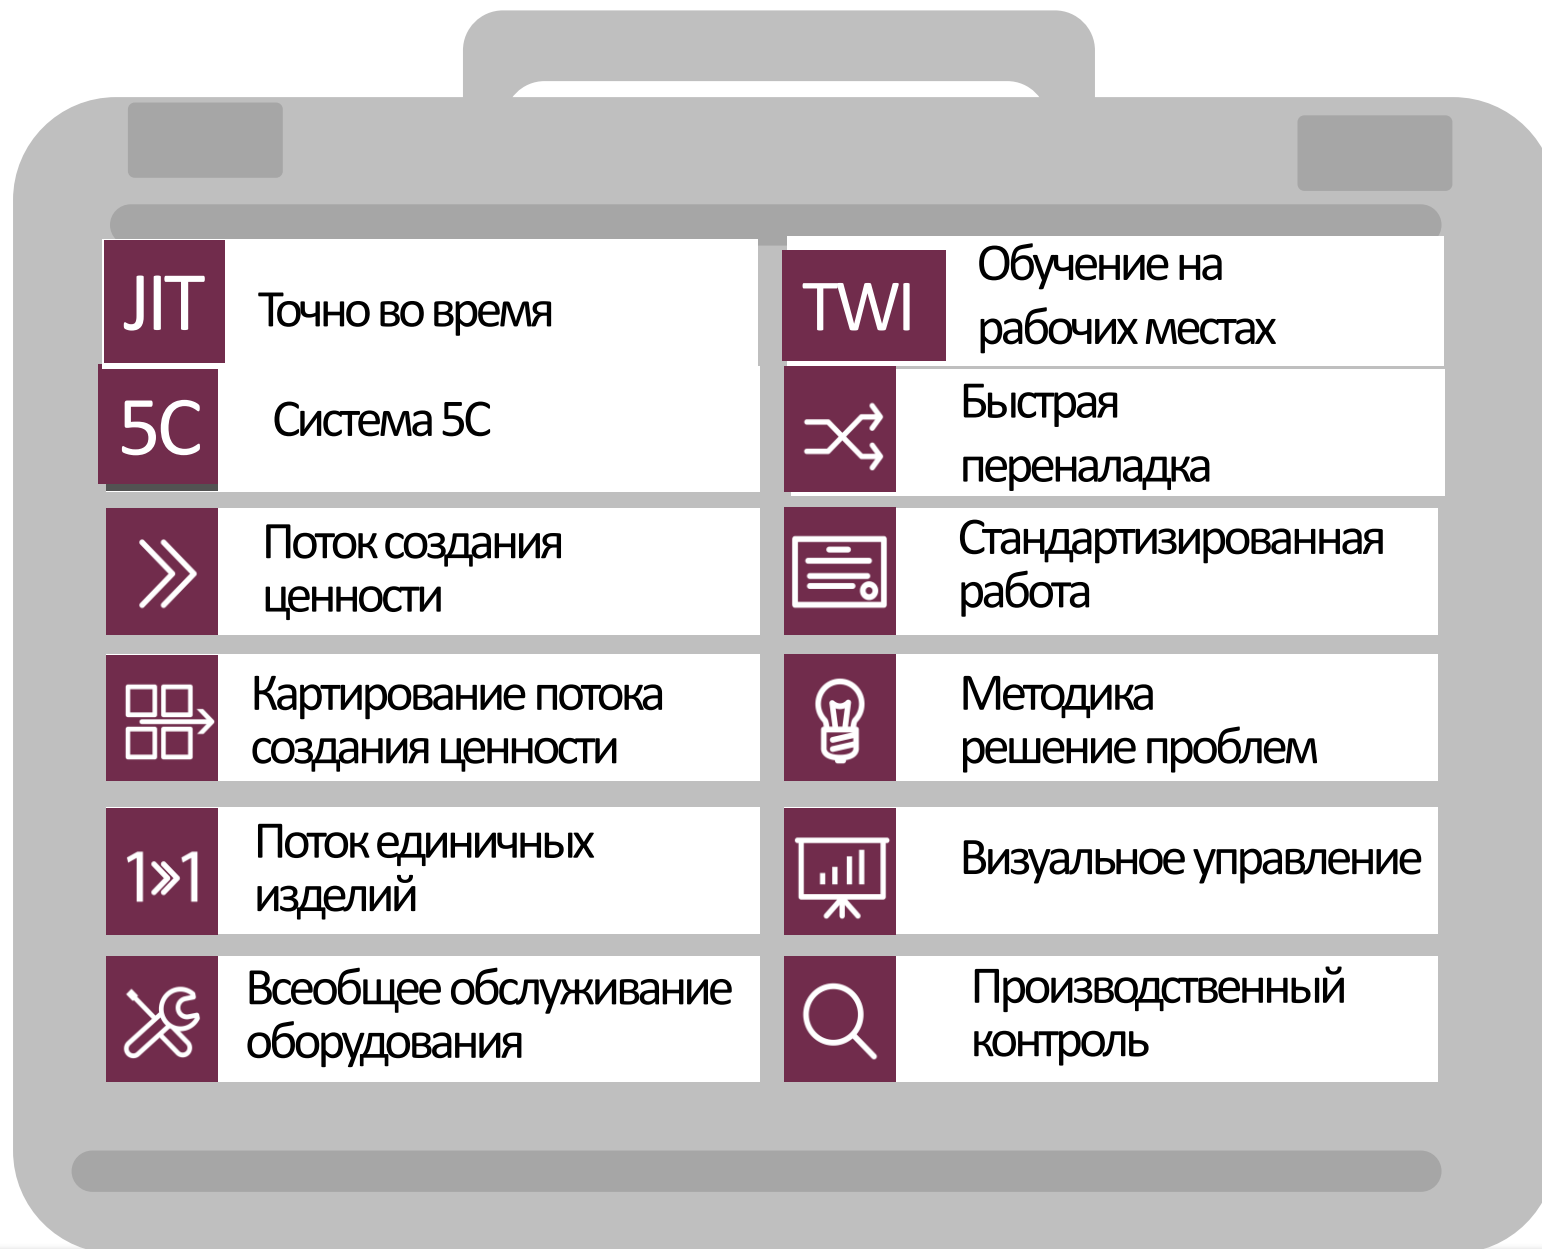 JIT
Точно во время
5С
Система 5С
Поток создания
ценности
Картирование потока
создания ценности
1»1
Поток единичных
изделий
Всеобщее обслуживание
оборудования
TWI
Обучение на
рабочих местах
Быстрая
переналадка
Стандартизированная
работа
Методика
решение проблем
Визуальное управление
Производственный
контроль